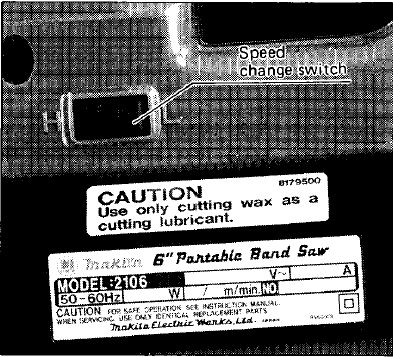 Speed
change switch
CAUTION 8179500
Use only cutting wax as a
cutting lubricant.
makita 6" Portable Band Saw
MODEL:2106 V~ A
50-60Hz W / m/min. NO.
CAUTION FOR SAFE OPERATION SEE INSTRUCTION MANUAL.
WHEN SERVICING, USE ONLY IDENTICAL REPLACEMENT PARTS.
Makita Electric Works, Ltd. JAPAN